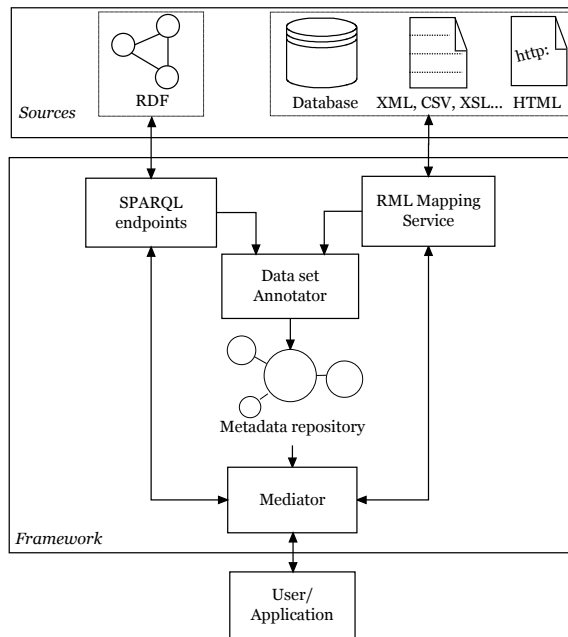 http:
RDF
Database
XML, CSV, XSL...
HTML
Sources
SPARQL
endpoints
RML Mapping
Service
Data set
Annotator
Metadata repository
Mediator
Framework
User/
Application